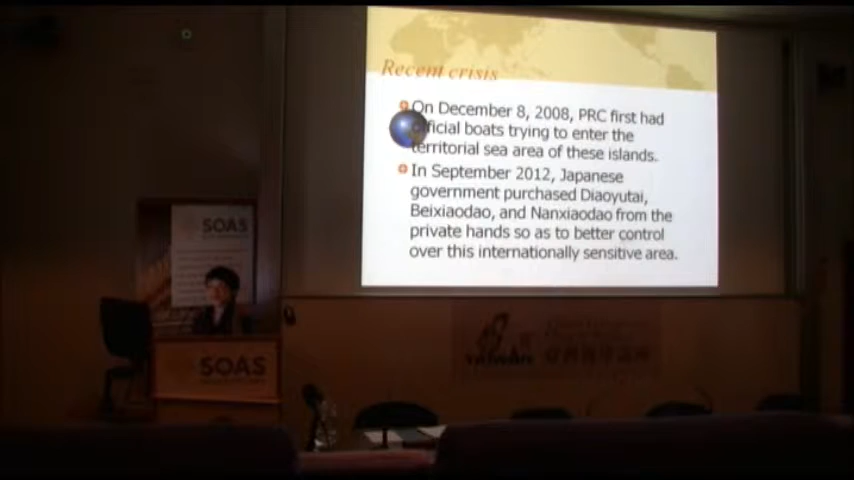 Recent crisis
On December 8, 2008, PRC first had
official boats trying to enter the
territorial sea area of these islands.
In September 2012, Japanese
government purchased Diaoyutai,
Beixiaodao, and Nanxiaodao from the
private hands so as to better control
over this internationally sensitive area.
SOAS
SOAS
TAIWAN